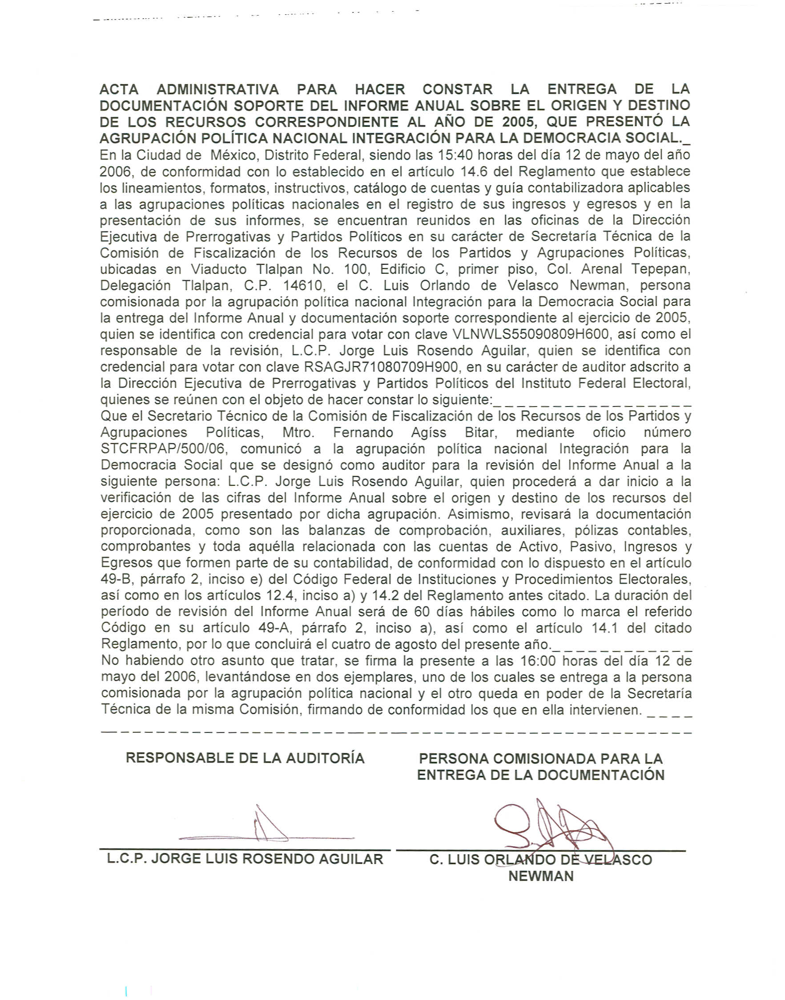 ACTA ADMINISTRATIVA PARA HACER CONSTAR LA ENTREGA DE LA
DOCUMENTACIÓN SOPORTE DEL INFORME ANUAL SOBRE EL ORIGEN Y DESTINO
DE LOS RECURSOS CORRESPONDIENTE AL AÑO DE 2005, QUE PRESENTÓ LA
AGRUPACIÓN POLÍTICA NACIONAL INTEGRACIÓN PARA LA DEMOCRACIA SOCIAL._
En la Ciudad de México, Distrito Federal, siendo las 15:40 horas del día 12 de mayo del año
2006, de conformidad con lo establecido en el artículo 14.6 del Reglamento que establece
los lineamientos, formatos, instructivos, catálogo de cuentas y guía contabilizadora aplicables
a las agrupaciones políticas nacionales en el registro de sus ingresos y egresos y en la
presentación de sus informes, se encuentran reunidos en las oficinas de la Dirección
Ejecutiva de Prerrogativas y Partidos Políticos en su carácter de Secretaría Técnica de la
Comisión de Fiscalización de los Recursos de los Partidos y Agrupaciones Políticas,
ubicadas en Viaducto Tlalpan No. 100, Edificio C, primer piso, Col. Arenal Tepepan,
Delegación Tlalpan, C.P. 14610, el C. Luis Orlando de Velasco Newman, persona
comisionada por la agrupación política nacional Integración para la Democracia Social para
la entrega del Informe Anual y documentación soporte correspondiente al ejercicio de 2005,
quien se identifica con credencial para votar con clave VLNWLS55090809H600, así como el
responsable de la revisión, L.C.P. Jorge Luis Rosendo Aguilar, quien se identifica con
credencial para votar con clave RSAGJR71080709H900, en su carácter de auditor adscrito a
la Dirección Ejecutiva de Prerrogativas y Partidos Políticos del Instituto Federal Electoral,
quienes se reúnen con el objeto de hacer constar lo siguiente:_ _ _ _ _ _ _ _ _ _ _ _ _ _ _ _ _
Que el Secretario Técnico de la Comisión de Fiscalización de los Recursos de los Partidos y
Agrupaciones Políticas, Mtro. Fernando Agíss Bitar, mediante oficio número
STCFRPAP/500/06, comunicó a la agrupación política nacional Integración para la
Democracia Social que se designó como auditor para la revisión del Informe Anual a la
siguiente persona: L.C.P. Jorge Luis Rosendo Aguilar, quien procederá a dar inicio a la
verificación de las cifras del Informe Anual sobre el origen y destino de los recursos del
ejercicio de 2005 presentado por dicha agrupación. Asimismo, revisará la documentación
proporcionada, como son las balanzas de comprobación, auxiliares, pólizas contables,
comprobantes y toda aquélla relacionada con las cuentas de Activo, Pasivo, Ingresos y
Egresos que formen parte de su contabilidad, de conformidad con lo dispuesto en el artículo
49-B, párrafo 2, inciso e) del Código Federal de Instituciones y Procedimientos Electorales,
así como en los artículos 12.4, inciso a) y 14.2 del Reglamento antes citado. La duración del
período de revisión del Informe Anual será de 60 días hábiles como lo marca el referido
Código en su artículo 49-A, párrafo 2, inciso a), así como el artículo 14.1 del citado
Reglamento, por lo que concluirá el cuatro de agosto del presente año._ _ _ _ _ _ _ _ _ _ _ _
No habiendo otro asunto que tratar, se firma la presente a las 16:00 horas del día 12 de
mayo del 2006, levantándose en dos ejemplares, uno de los cuales se entrega a la persona
comisionada por la agrupación política nacional y el otro queda en poder de la Secretaría
Técnica de la misma Comisión, firmando de conformidad los que en ella intervienen. _ _ _ _
RESPONSABLE DE LA AUDITORÍA
PERSONA COMISIONADA PARA LA
ENTREGA DE LA DOCUMENTACIÓN
L.C.P. JORGE LUIS ROSENDO AGUILAR
C. LUIS ORLANDO DE VELASCO
NEWMAN